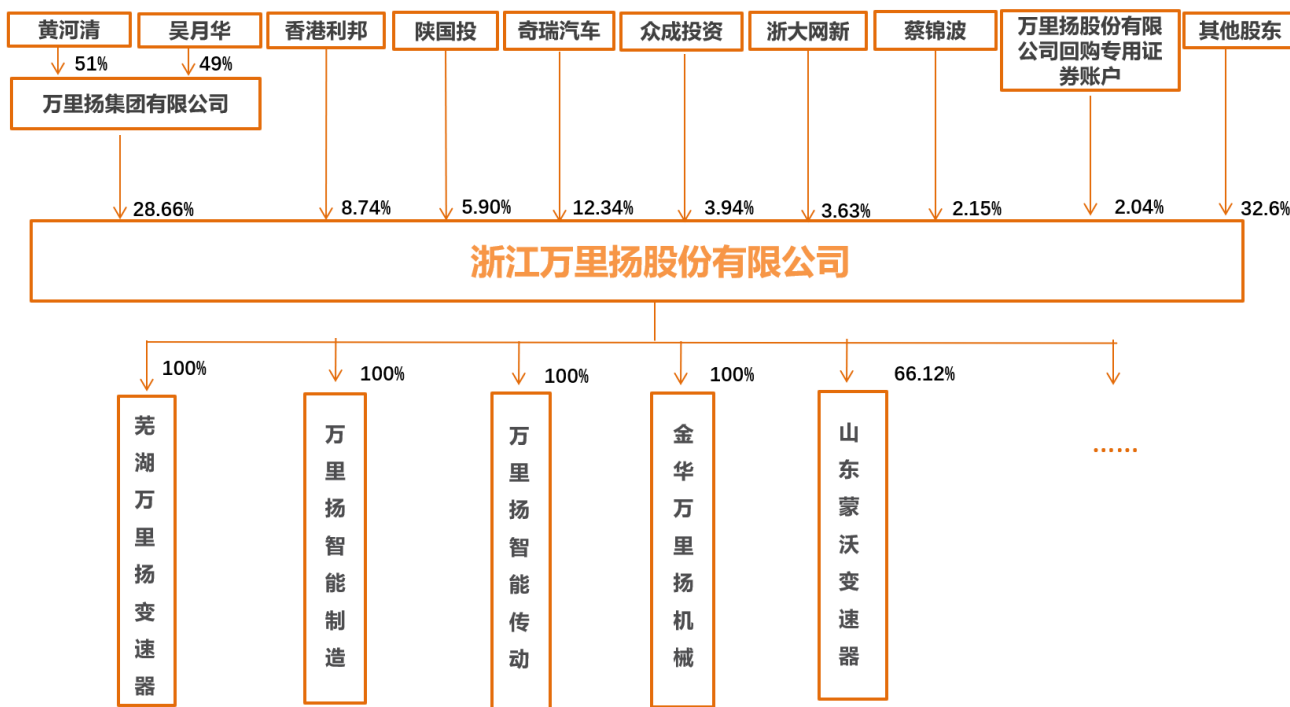 黄河清
吴月华
香港利邦
陕国投
奇瑞汽车
众成投资
浙大网新
蔡锦波
万里扬股份有限
公司回购专用证
券账户
其他股东
51%
49%
万里扬集团有限公司
28.66%
8.74%
5.90%
12.34%
3.94%
3.63%
2.15%
2.04%
32.6%
浙江万里扬股份有限公司
100%
100%
100%
100%
66.12%
芜湖万里扬变速器
万里扬智能制造
万里扬智能传动
金华万里扬机械
山东蒙沃变速器
......